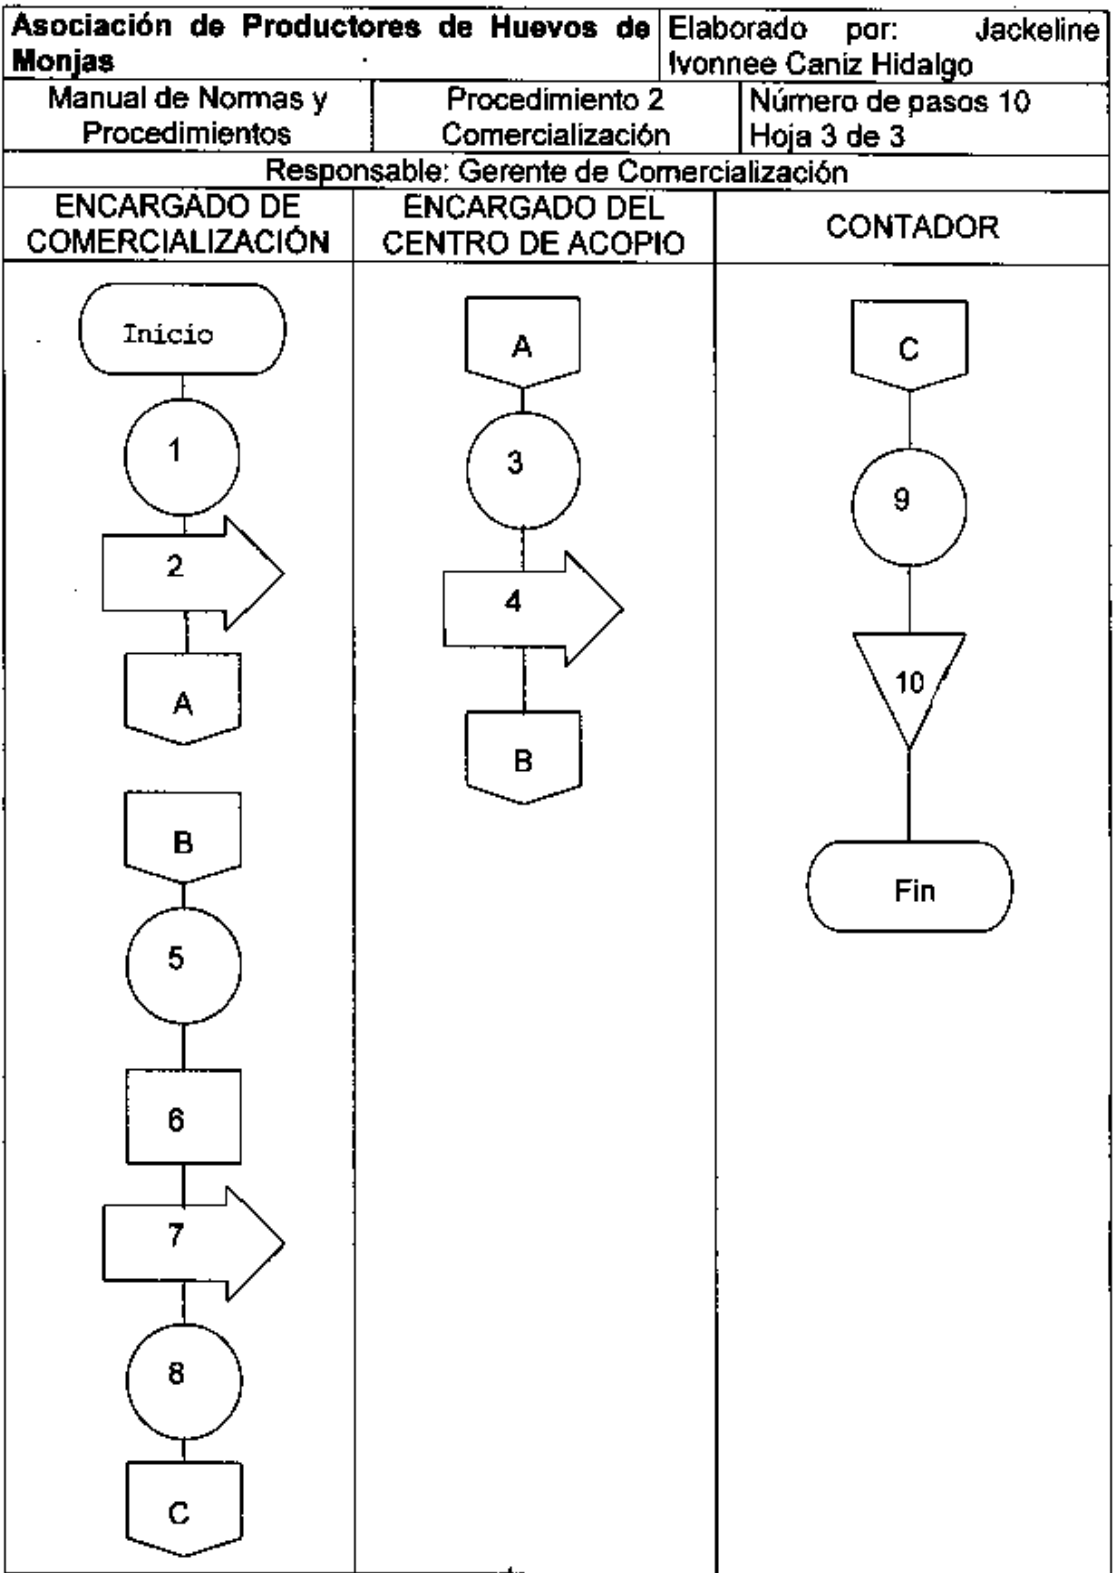 Asociación de Productores de Huevos de
Monjas
Elaborado por: Jackeline
Ivonnee Caniz Hidalgo
Manual de Normas y
Procedimientos
Procedimiento 2
Comercialización
Número de pasos 10
Hoja 3 de 3
Responsable: Gerente de Comercialización
ENCARGADO DE
COMERCIALIZACIÓN
ENCARGADO DEL
CENTRO DE ACOPIO
CONTADOR
Inicio
1
2
A
B
5
6
7
8
C
A
3
4
B
C
9
10
Fin